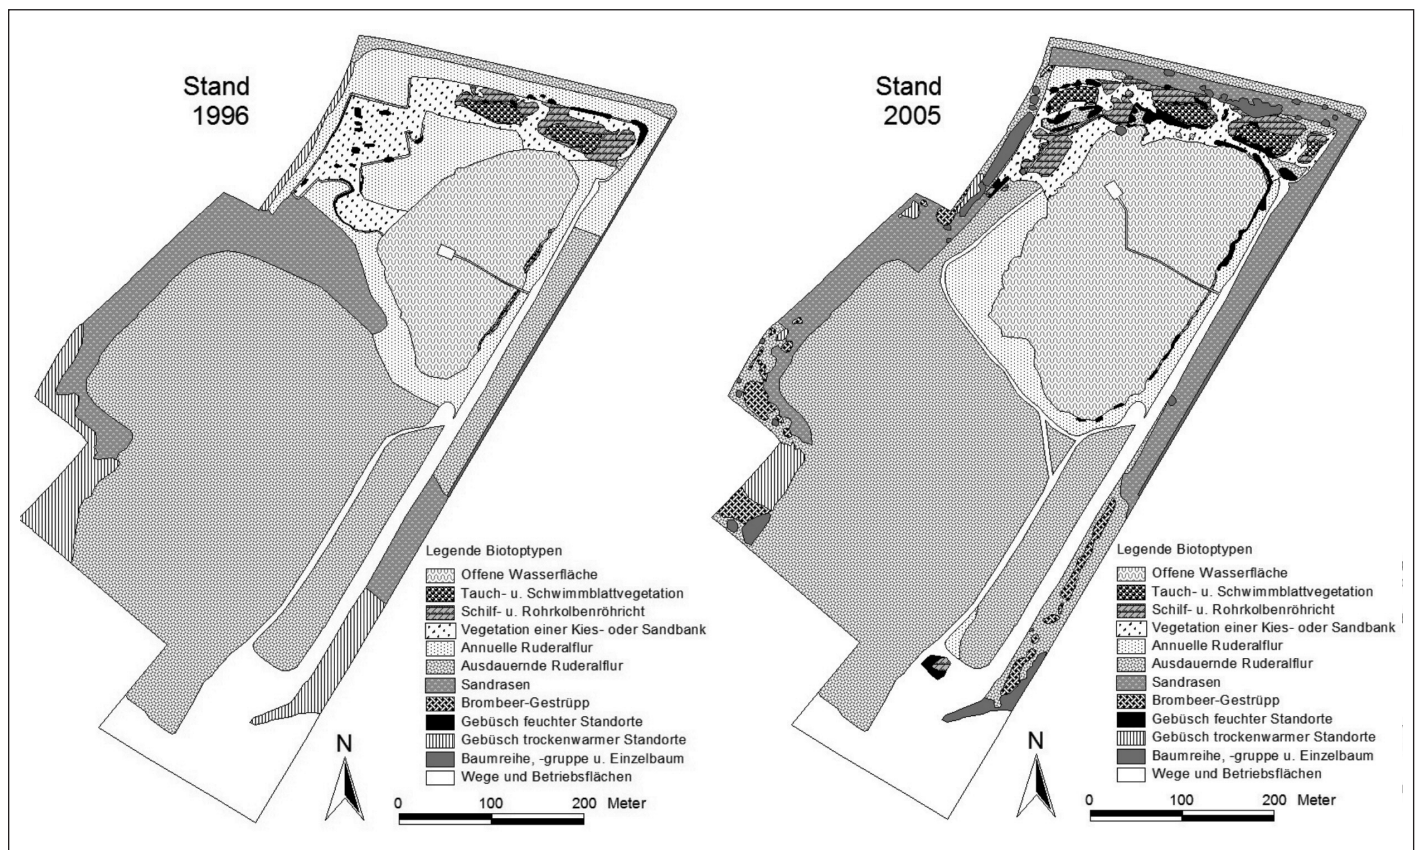 Stand
1996
Legende Biotoptypen
Offene Wasserfläche
Tauch- u. Schwimmblattvegetation
Schilf- u. Rohrkolbenröhricht
Vegetation einer Kies- oder Sandbank
Annuelle Ruderalflur
Ausdauernde Ruderalflur
Sandrasen
Brombeer-Gestrüpp
Gebüsch feuchter Standorte
Gebüsch trockenwarmer Standorte
Baumreihe, -gruppe u. Einzelbaum
Wege und Betriebsflächen
N
0 100 200 Meter
Stand
2005
Legende Biotoptypen
Offene Wasserfläche
Tauch- u. Schwimmblattvegetation
Schilf- u. Rohrkolbenröhricht
Vegetation einer Kies- oder Sandbank
Annuelle Ruderalflur
Ausdauernde Ruderalflur
Sandrasen
Brombeer-Gestrüpp
Gebüsch feuchter Standorte
Gebüsch trockenwarmer Standorte
Baumreihe, -gruppe u. Einzelbaum
Wege und Betriebsflächen
N
0 100 200 Meter